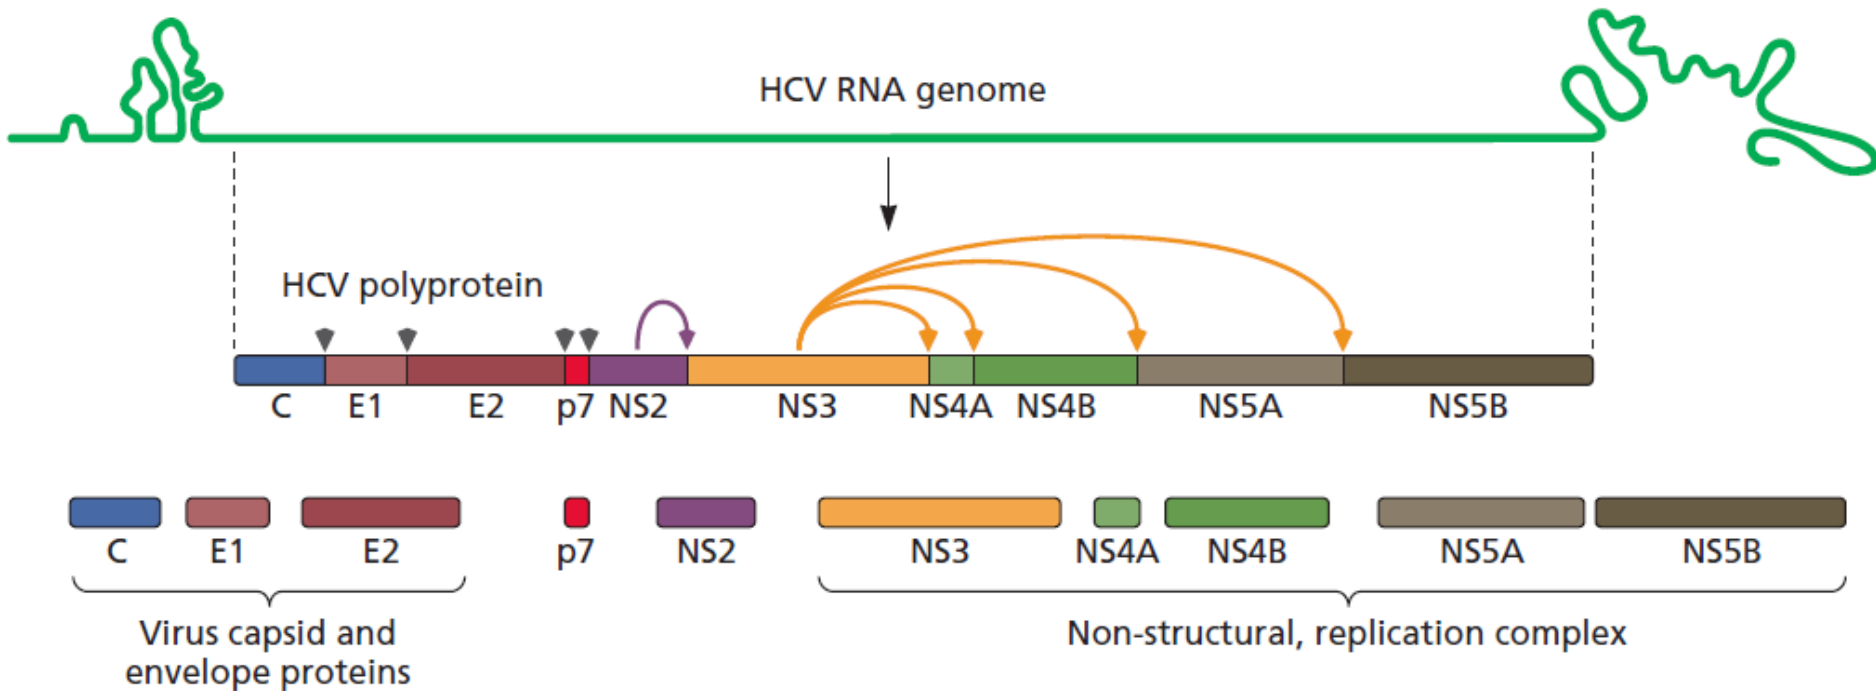 HCV RNA genome
HCV polyprotein
C E1 E2 p7 NS2 NS3 NS4A NS4B NS5A NS5B
C E1 E2 p7 NS2 NS3 NS4A NS4B NS5A NS5B
Virus capsid and
envelope proteins
Non-structural, replication complex